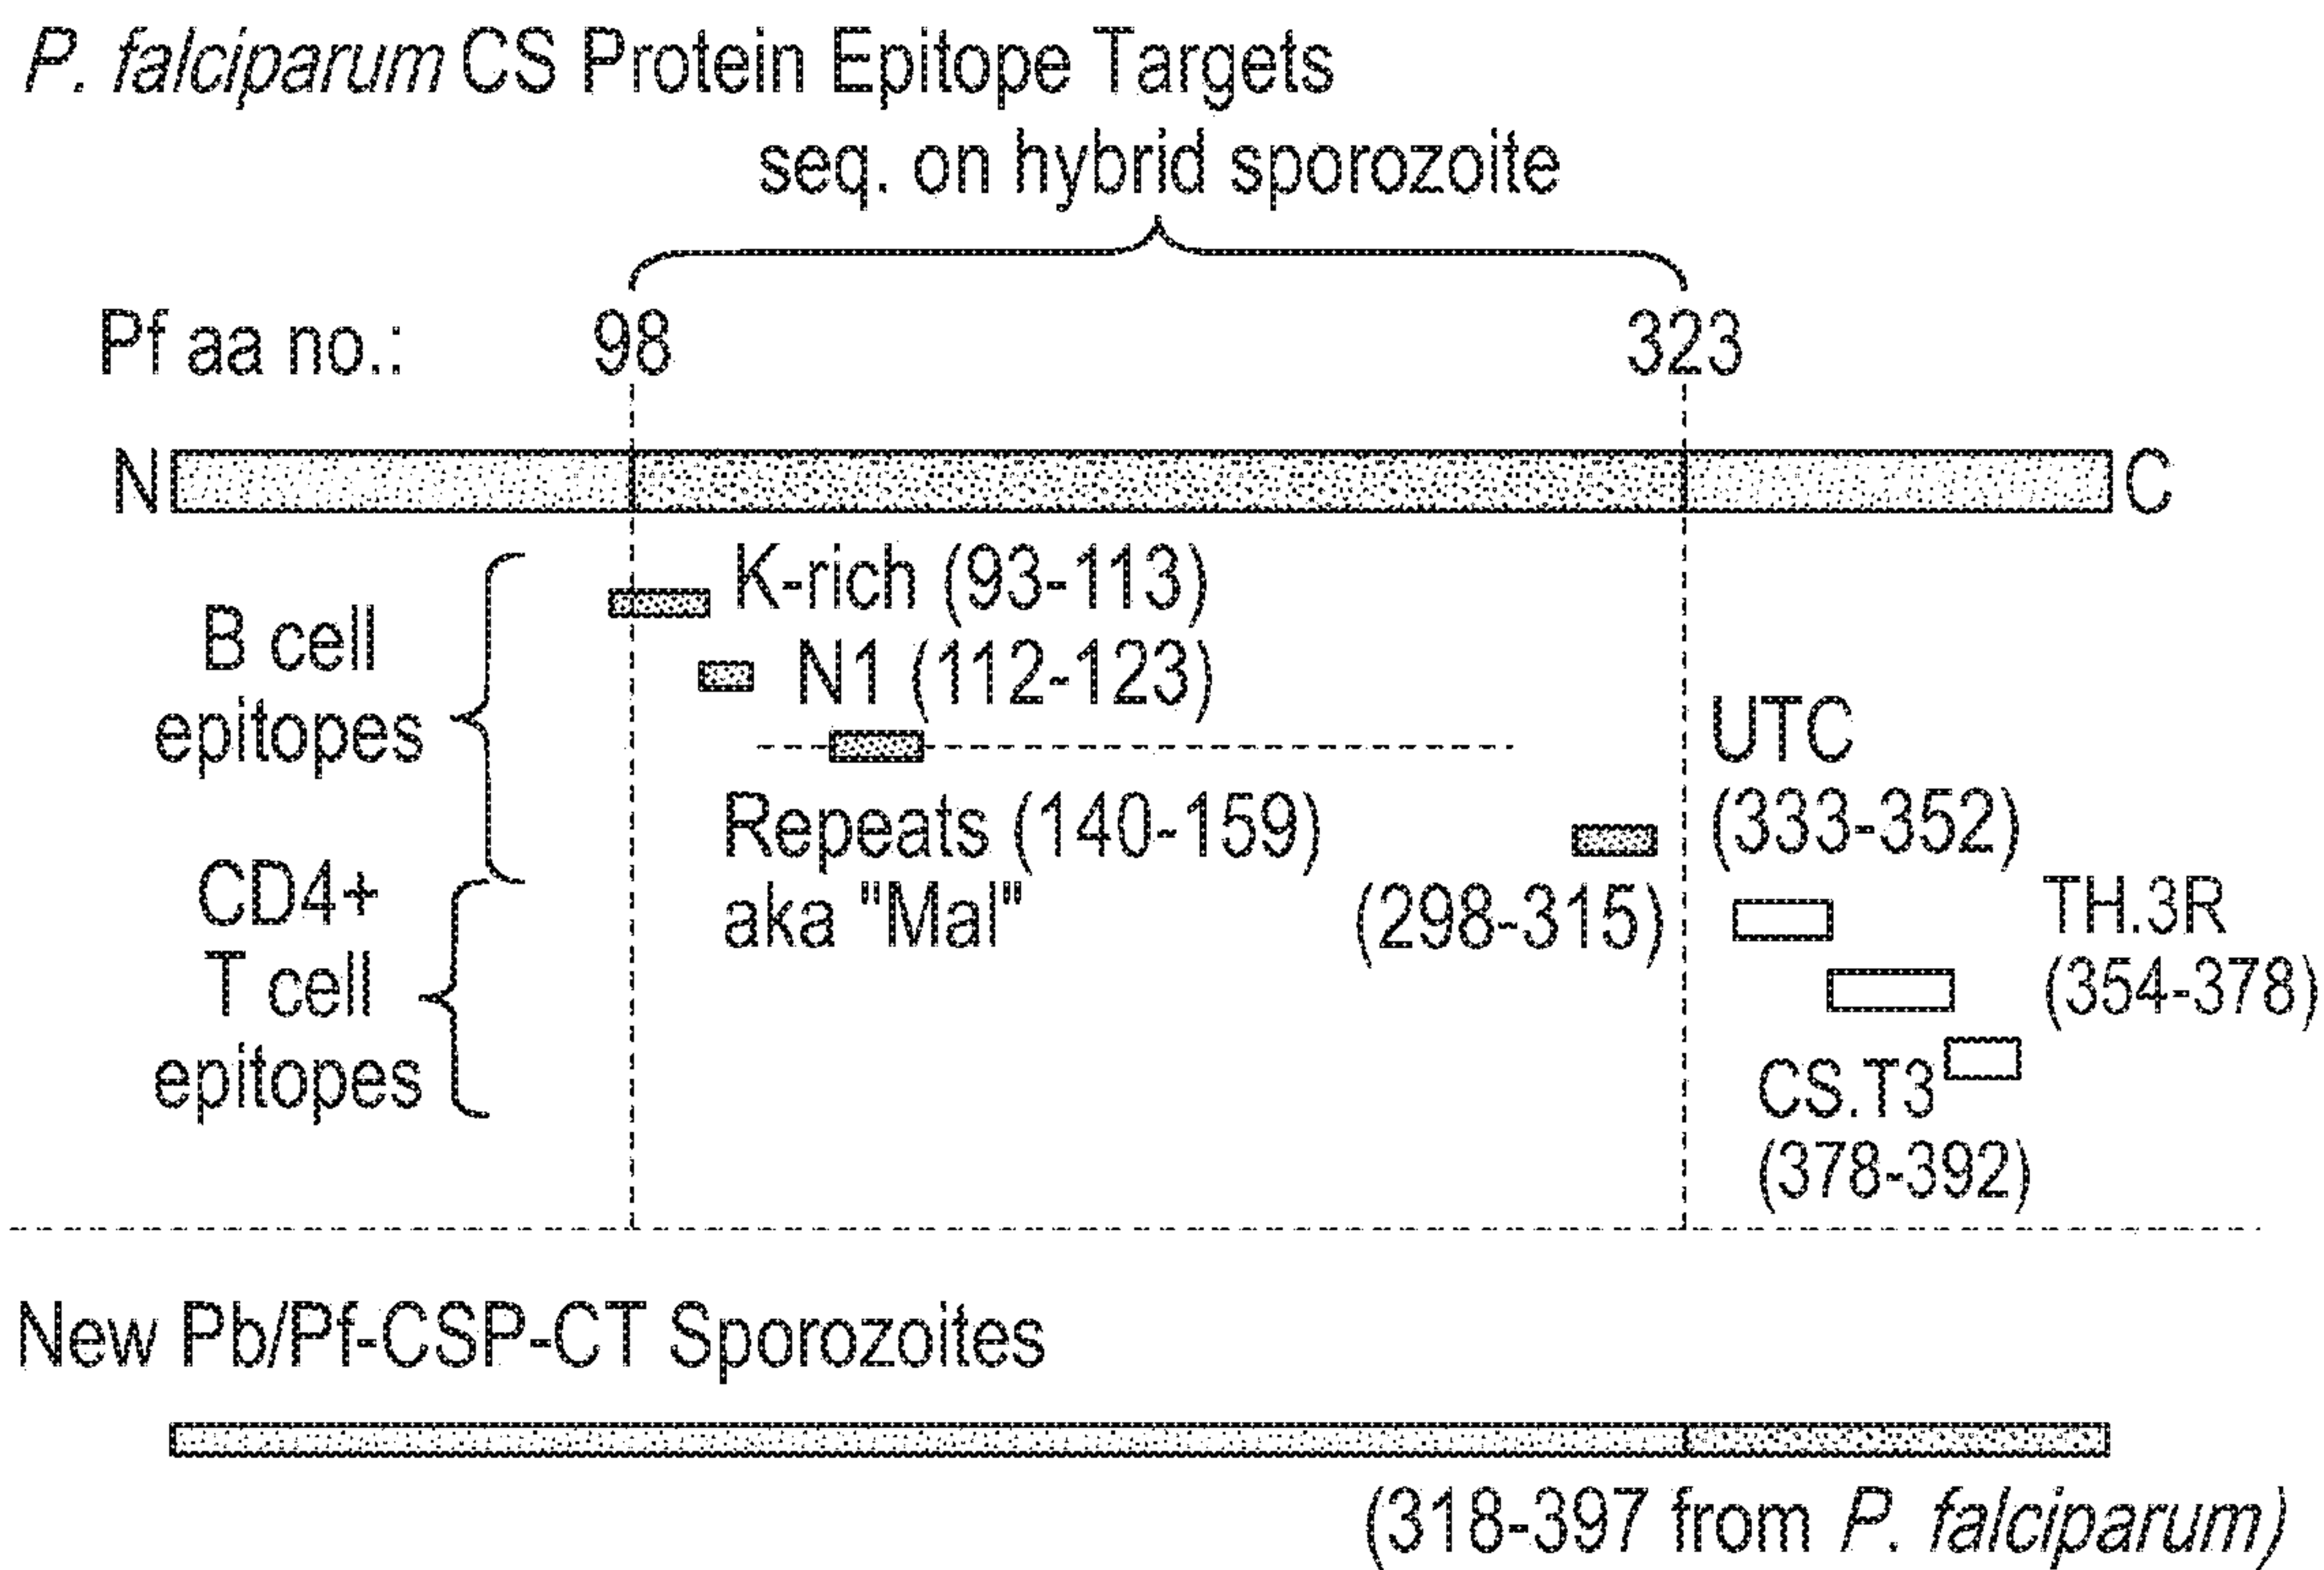 P. falciparum CS Protein Epitope Targets
seq. on hybrid sporozoite
Pf aa no.: 98 323
N C
B cell
epitopes
K-rich (93-113)
N1 (112-123)
Repeats (140-159)
aka "Mal"
(298-315)
CD4+
T cell
epitopes
UTC
(333-352)
TH.3R
(354-378)
CS.T3
(378-392)
New Pb/Pf-CSP-CT Sporozoites
(318-397 from P. falciparum)